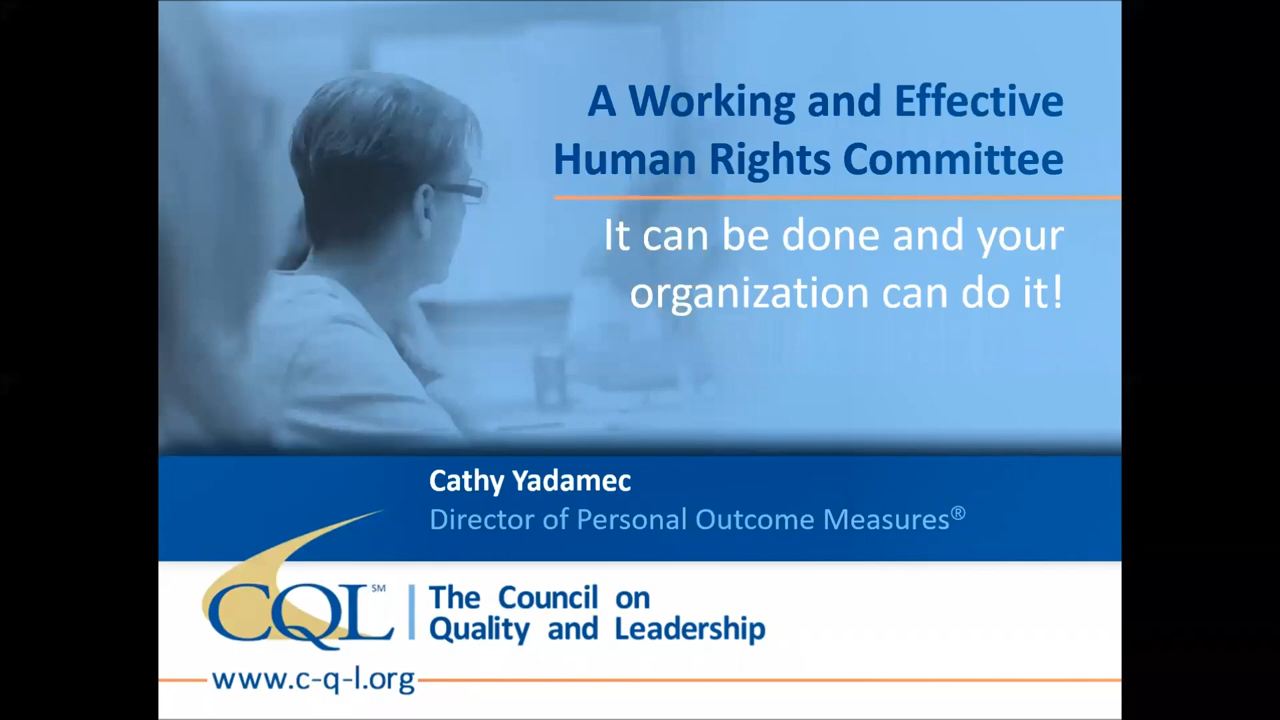 A Working and Effective
Human Rights Committee
It can be done and your
organization can do it!
Cathy Yadamec
Director of Personal Outcome Measures®
CQL℠
The Council on
Quality and Leadership
www.c-q-l.org